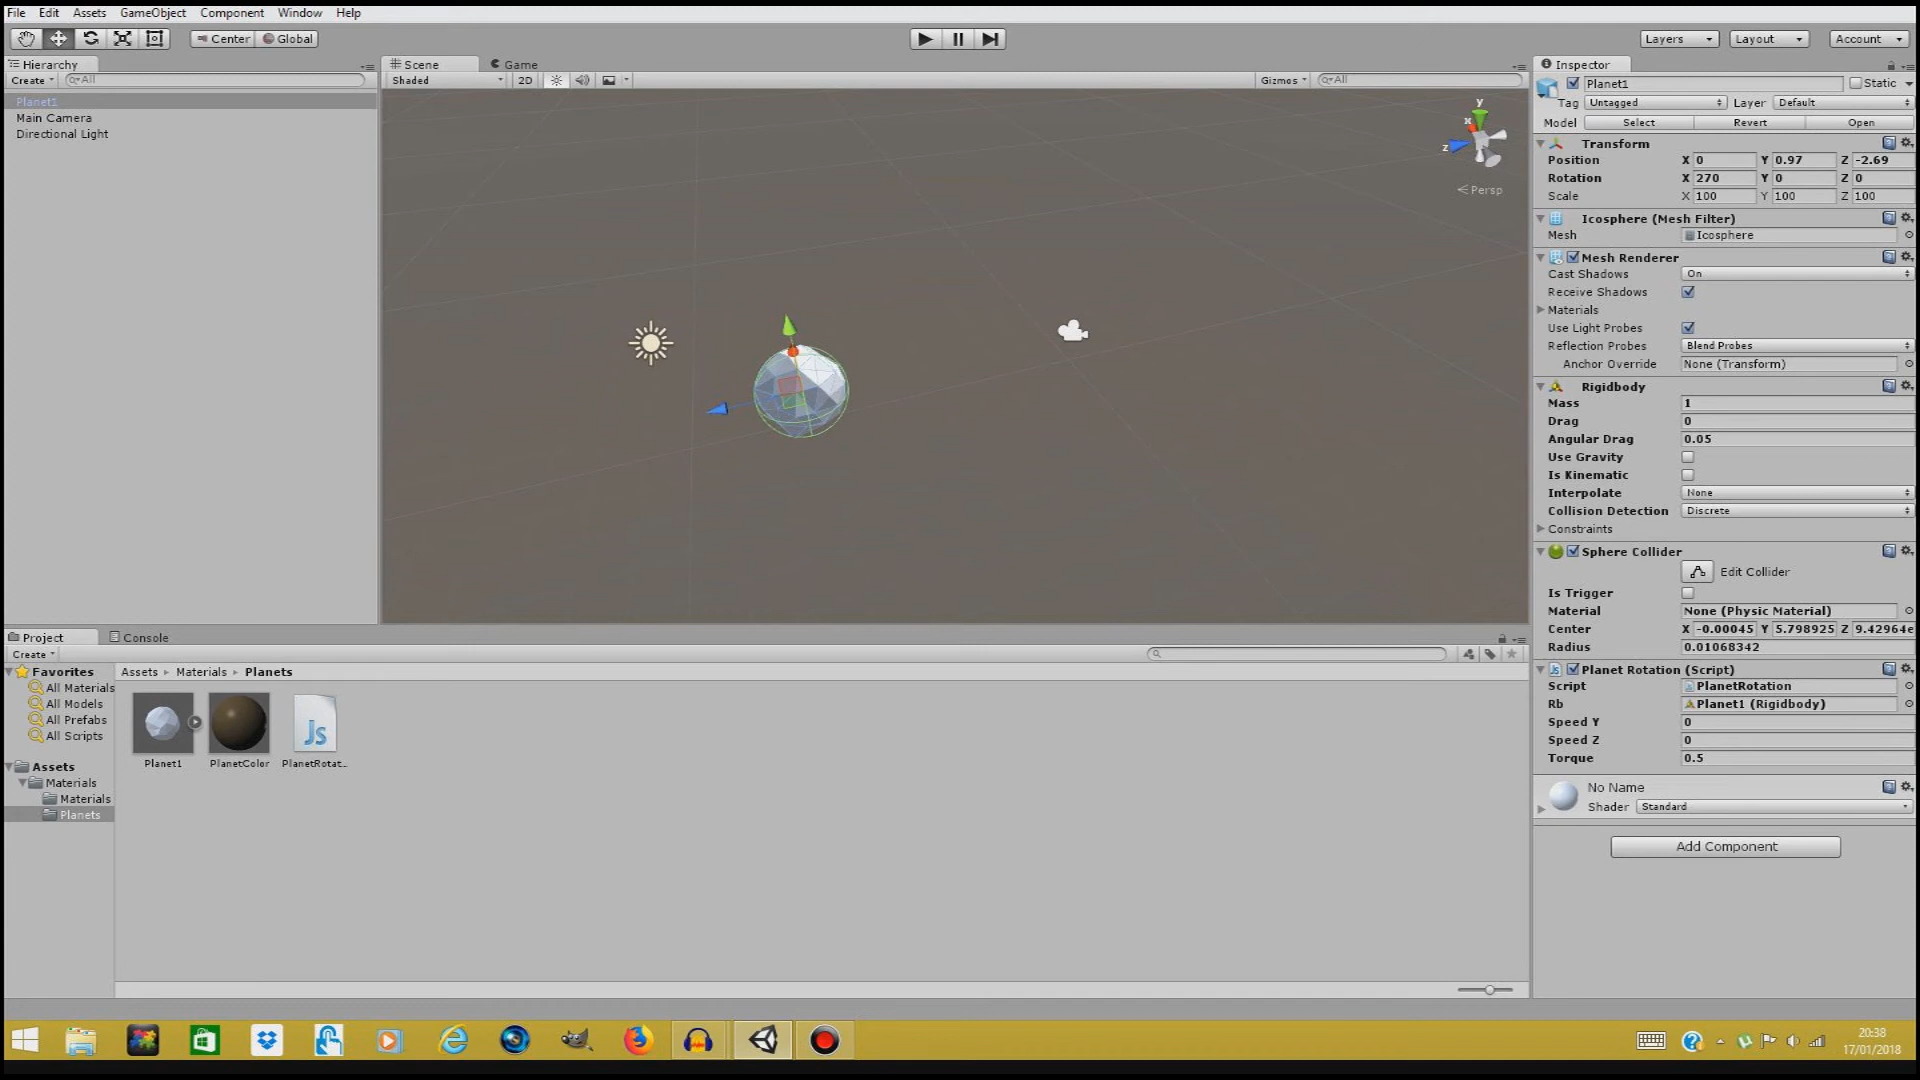 File Edit Assets GameObject Component Window Help
Center Global Layers Layout Account
Hierarchy
Create All
Planet1
Main Camera
Directional Light
Scene Game
Shaded 2D Gizmos All
y
x
z
Persp
Project Console
Create
Favorites
All Materials
All Models
All Prefabs
All Scripts
Assets
Materials
Materials
Planets
Assets Materials Planets
Js
Planet1 PlanetColor PlanetRotat...
Inspector
Planet1 Static
Tag Untagged Layer Default
Model Select Revert Open
Transform
Position X 0 Y 0.97 Z -2.69
Rotation X 270 Y 0 Z 0
Scale X 100 Y 100 Z 100
Icosphere (Mesh Filter)
Mesh Icosphere
Mesh Renderer
Cast Shadows On
Receive Shadows
Materials
Use Light Probes
Reflection Probes Blend Probes
Anchor Override None (Transform)
Rigidbody
Mass 1
Drag 0
Angular Drag 0.05
Use Gravity
Is Kinematic
Interpolate None
Collision Detection Discrete
Constraints
Sphere Collider
Edit Collider
Is Trigger
Material None (Physic Material)
Center X -0.00045 Y 5.798925 Z 9.42964e
Radius 0.01068342
Planet Rotation (Script)
Script PlanetRotation
Rb Planet1 (Rigidbody)
Speed Y 0
Speed Z 0
Torque 0.5
No Name
Shader Standard
Add Component
20:38
17/01/2018